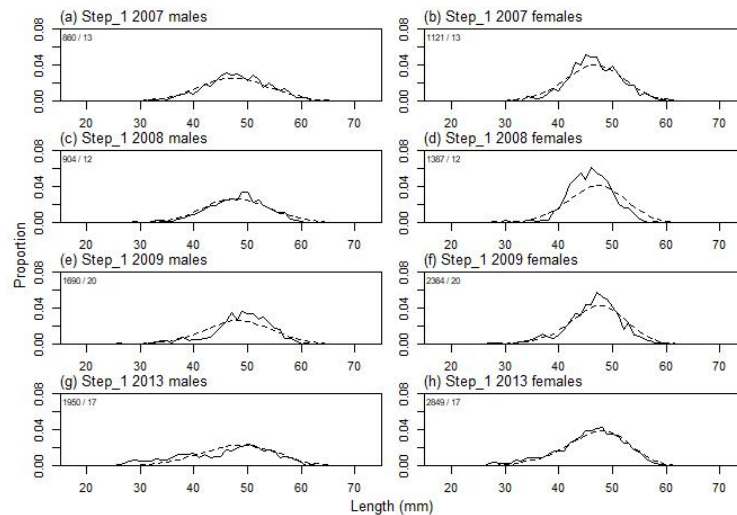 (a) Step_1 2007 males
(b) Step_1 2007 females
860 / 13
1121 / 13
0.00 0.04 0.08
0.00 0.04 0.08
20 30 40 50 60 70
20 30 40 50 60 70
(c) Step_1 2008 males
(d) Step_1 2008 females
904 / 12
1387 / 12
0.00 0.04 0.08
0.00 0.04 0.08
20 30 40 50 60 70
20 30 40 50 60 70
Proportion
(e) Step_1 2009 males
(f) Step_1 2009 females
1690 / 20
2364 / 20
0.00 0.04 0.08
0.00 0.04 0.08
20 30 40 50 60 70
20 30 40 50 60 70
(g) Step_1 2013 males
(h) Step_1 2013 females
1950 / 17
2849 / 17
0.00 0.04 0.08
0.00 0.04 0.08
20 30 40 50 60 70
20 30 40 50 60 70
Length (mm)